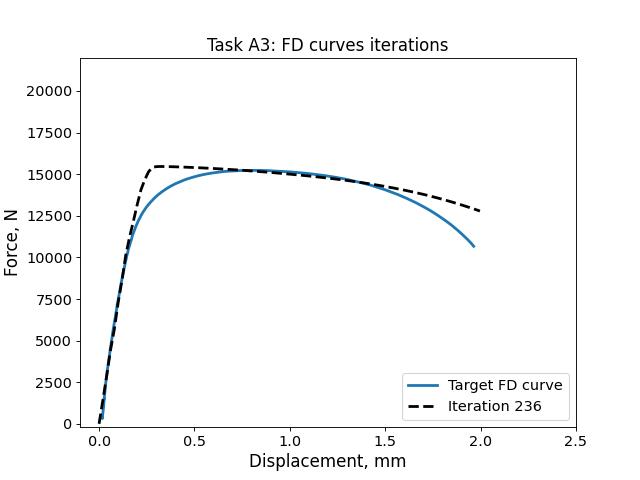 Task A3: FD curves iterations
Force, N
20000
17500
15000
12500
10000
7500
5000
2500
0
0.0 0.5 1.0 1.5 2.0 2.5
Displacement, mm
Target FD curve
Iteration 236